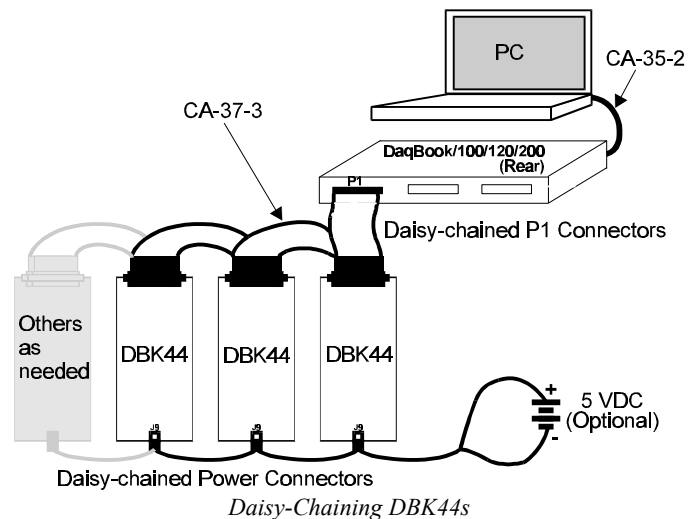 PC
CA-35-2
CA-37-3
DaqBook/100/120/200
(Rear)
P1
Daisy-chained P1 Connectors
Others
as
needed
DBK44
DBK44
DBK44
J9
J9
J9
+
5 VDC
(Optional)
-
Daisy-chained Power Connectors
Daisy-Chaining DBK44s